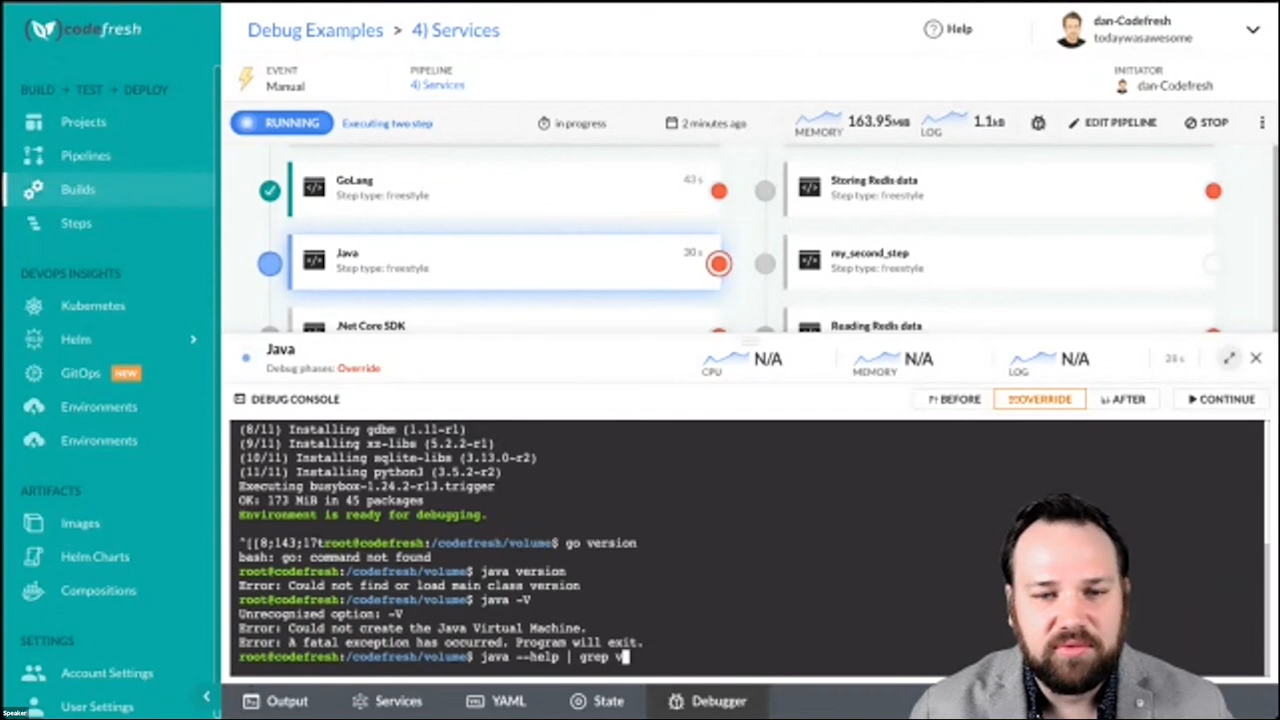 codefresh
Debug Examples > 4) Services
Help
dan-Codefresh
todaywasawesome
BUILD → TEST → DEPLOY
Projects
Pipelines
Builds
Steps
DEVOPS INSIGHTS
Kubernetes
Helm
GitOps NEW
Environments
Environments
ARTIFACTS
Images
Helm Charts
Compositions
SETTINGS
Account Settings
User Settings
Speaker
EVENT
Manual
PIPELINE
4) Services
INITIATOR
dan-Codefresh
RUNNING
Executing two step
in progress
2 minutes ago
MEMORY 163.95MiB
LOG 1.1kB
EDIT PIPELINE
STOP
GoLang
Step type: freestyle
43 s
Storing Redis data
Step type: freestyle
Java
Step type: freestyle
30 s
my_second_step
Step type: freestyle
.Net Core SDK
Reading Redis data
Java
Debug phases: Override
CPU N/A
MEMORY N/A
LOG N/A
28 s
DEBUG CONSOLE
BEFORE
OVERRIDE
AFTER
CONTINUE
(8/11) Installing gdbm (1.11-r1)
(9/11) Installing xz-libs (5.2.2-r1)
(10/11) Installing sqlite-libs (3.13.0-r2)
(11/11) Installing python3 (3.5.2-r2)
Executing busybox-1.24.2-r13.trigger
OK: 173 MiB in 45 packages
Environment is ready for debugging.
^[[8;143;17troot@codefresh:/codefresh/volume$ go version
bash: go: command not found
root@codefresh:/codefresh/volume$ java version
Error: Could not find or load main class version
root@codefresh:/codefresh/volume$ java -V
Unrecognized option: -V
Error: Could not create the Java Virtual Machine.
Error: A fatal exception has occurred. Program will exit.
root@codefresh:/codefresh/volume$ java --help | grep v
Output
Services
YAML
State
Debugger